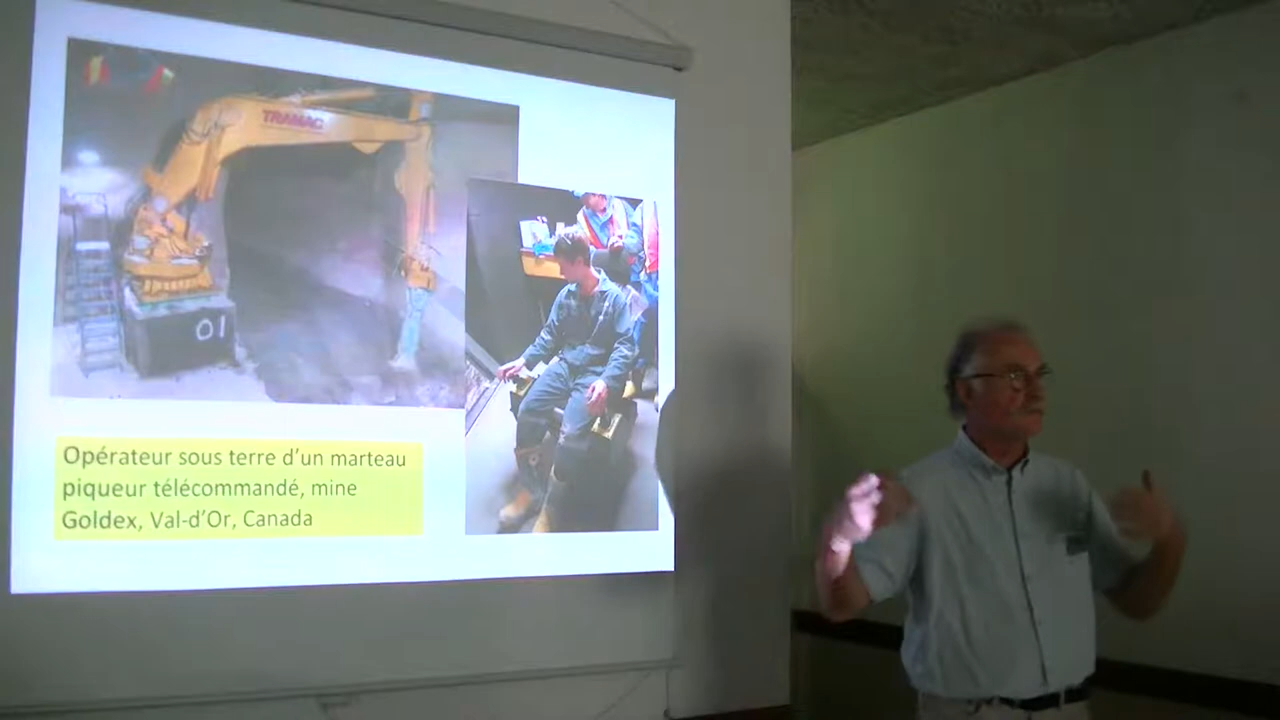 TRAMAC
01
Opérateur sous terre d’un marteau
piqueur télécommandé, mine
Goldex, Val-d’Or, Canada